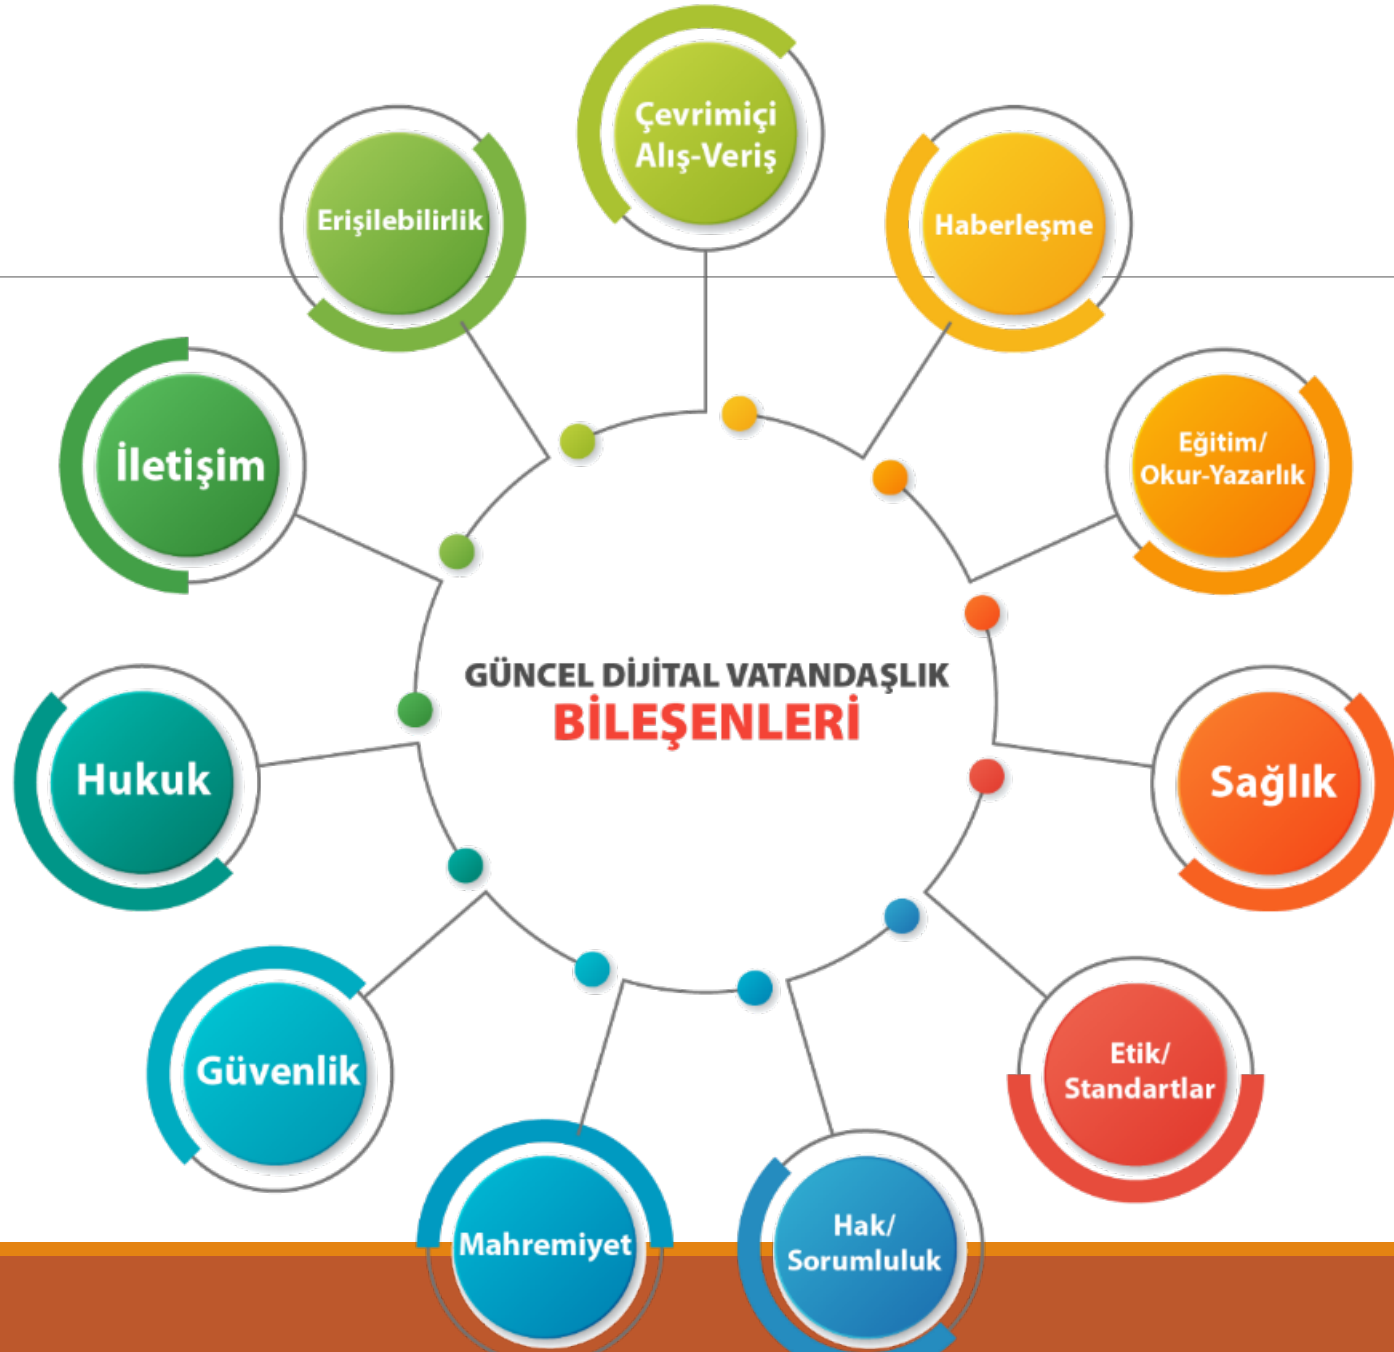 Çevrimiçi
Alış-Veriş
Haberleşme
Eğitim/
Okur-Yazarlık
Sağlık
Etik/
Standartlar
Hak/
Sorumluluk
Mahremiyet
Güvenlik
Hukuk
İletişim
Erişilebilirlik
GÜNCEL DİJİTAL VATANDAŞLIK
BİLEŞENLERİ